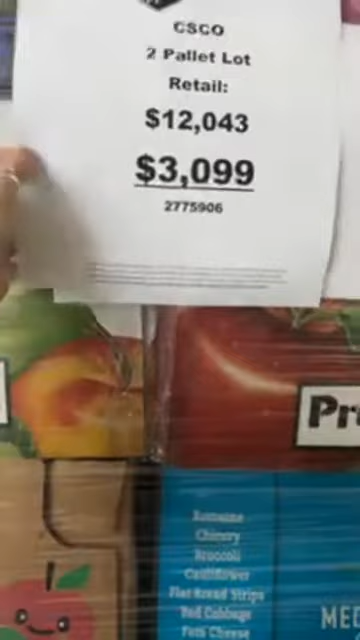 CSCO
2 Pallet Lot
Retail:
$12,043
$3,099
2775906
Pr
Romaine
Chicory
Broccoli
Cauliflower
Flat Bread Strips
Red Cabbage
Feta Cheese
MED